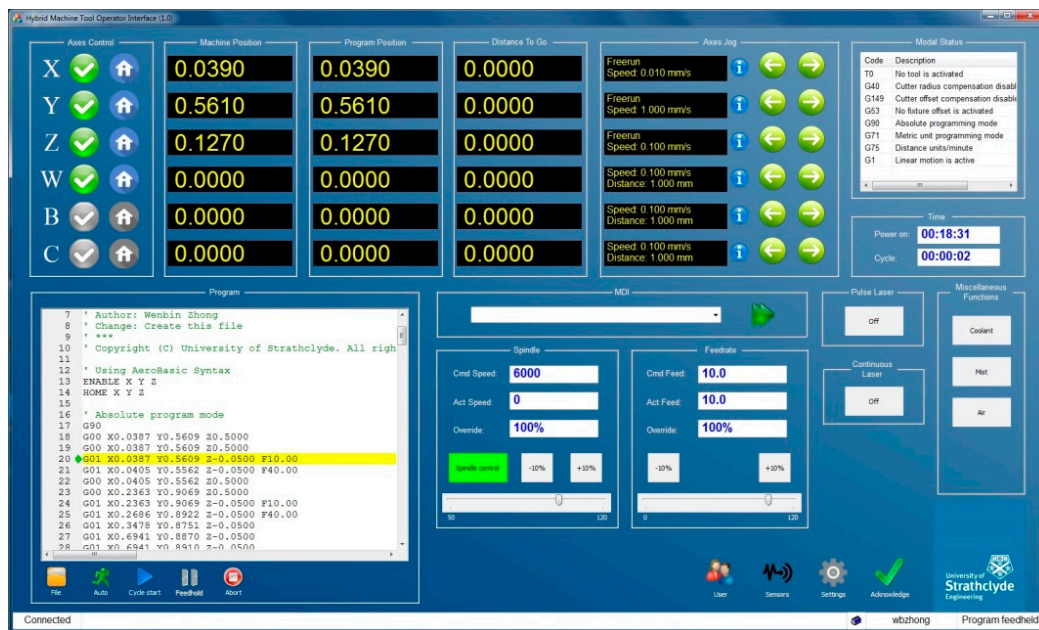 Hybrid Machine Tool Operator Interface (1.0)
Axes Control
Machine Position
Program Position
Distance To Go
Axes Jog
Modal Status
X 0.0390 0.0390 0.0000 Freerun
Speed: 0.010 mm/s
Y 0.5610 0.5610 0.0000 Freerun
Speed: 1.000 mm/s
Z 0.1270 0.1270 0.0000 Freerun
Speed: 0.100 mm/s
W 0.0000 0.0000 0.0000 Speed: 0.100 mm/s
Distance: 1.000 mm
B 0.0000 0.0000 0.0000 Speed: 0.100 mm/s
Distance: 1.000 mm
C 0.0000 0.0000 0.0000 Speed: 0.100 mm/s
Distance: 1.000 mm
Code Description
T0 No tool is activated
G40 Cutter radius compensation disabl
G149 Cutter offset compensation disable
G53 No fixture offset is activated
G90 Absolute programming mode
G71 Metric unit programming mode
G75 Distance units/minute
G1 Linear motion is active
Time
Power on: 00:18:31
Cycle: 00:00:02
Program
7 ' Author: Wenbin Zhong
8 ' Change: Create this file
9 ' ***
10 ' Copyright (C) University of Strathclyde. All righ
11
12 ' Using AeroBasic Syntax
13 ENABLE X Y Z
14 HOME X Y Z
15
16 ' Absolute program mode
17 G90
18 G00 X0.0387 Y0.5609 Z0.5000
19 G00 X0.0387 Y0.5609 Z0.5000
20 G01 X0.0387 Y0.5609 Z-0.0500 F10.00
21 G01 X0.0405 Y0.5562 Z-0.0500 F40.00
22 G00 X0.0405 Y0.5562 Z0.5000
23 G00 X0.2363 Y0.9069 Z0.5000
24 G01 X0.2363 Y0.9069 Z-0.0500 F10.00
25 G01 X0.2686 Y0.8922 Z-0.0500 F40.00
26 G01 X0.3478 Y0.8751 Z-0.0500
27 G01 X0.6941 Y0.8870 Z-0.0500
28 G01 X0.6941 Y0.8910 Z-0.0500
File
Auto
Cycle start
Feedhold
Abort
MDI
Spindle
Cmd Speed: 6000
Act Speed: 0
Override: 100%
Spindle control
-10%
+10%
50 120
Feedrate
Cmd Feed: 10.0
Act Feed: 10.0
Override: 100%
-10%
+10%
0 120
Pulse Laser
Off
Continuous
Laser
Off
Miscellaneous
Functions
Coolant
Mist
Air
User
Sensors
Settings
Acknowledge
University of
Strathclyde
Engineering
Connected
wbzhong
Program feedheld